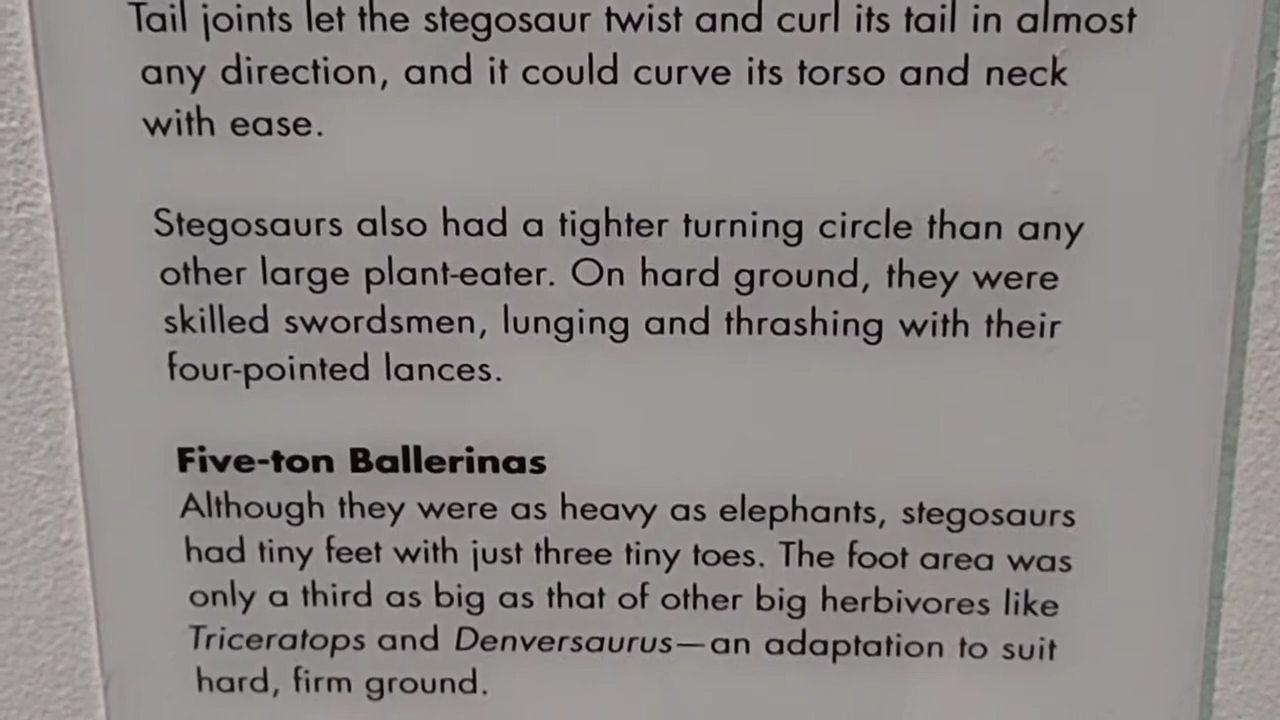 Tail joints let the stegosaur twist and curl its tail in almost
any direction, and it could curve its torso and neck
with ease.
Stegosaurs also had a tighter turning circle than any
other large plant-eater. On hard ground, they were
skilled swordsmen, lunging and thrashing with their
four-pointed lances.
Five-ton Ballerinas
Although they were as heavy as elephants, stegosaurs
had tiny feet with just three tiny toes. The foot area was
only a third as big as that of other big herbivores like
Triceratops and Denversaurus—an adaptation to suit
hard, firm ground.